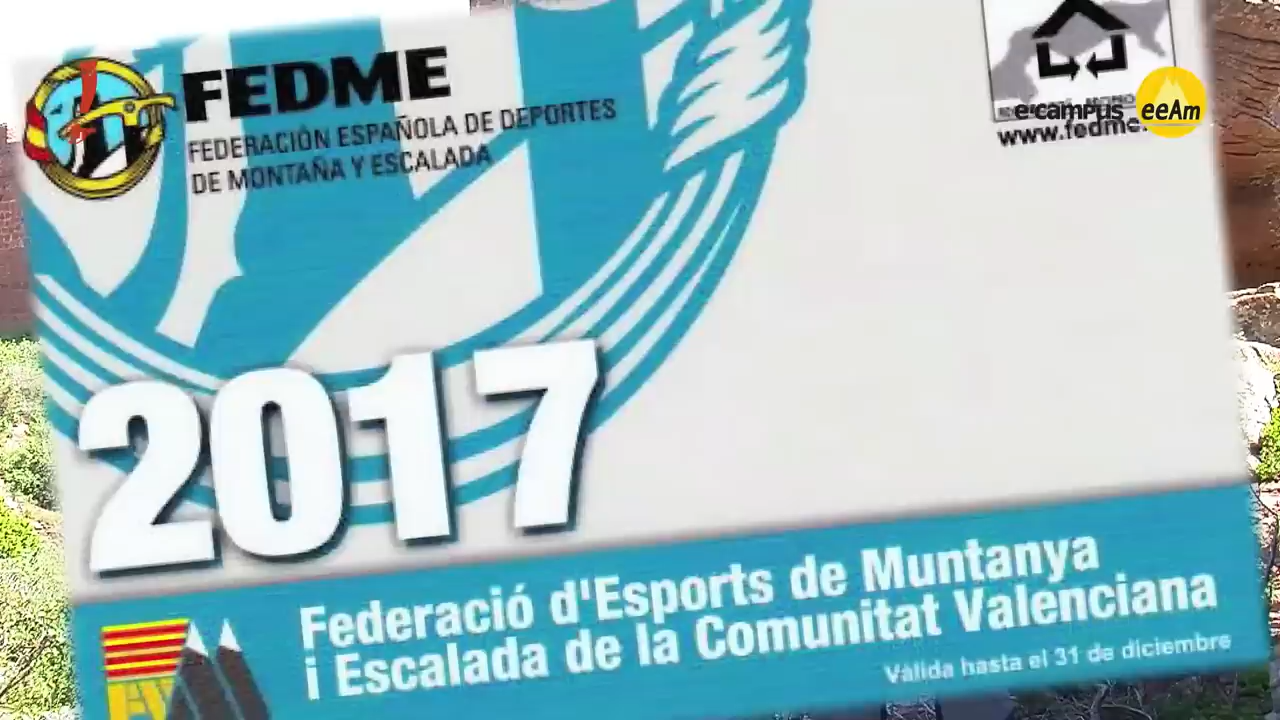 FEDME
FEDERACIÓN ESPAÑOLA DE DEPORTES
DE MONTAÑA Y ESCALADA
e-campus eeAm
www.fedme.
2017
Federació d'Esports de Muntanya
i Escalada de la Comunitat Valenciana
Válida hasta el 31 de diciembre